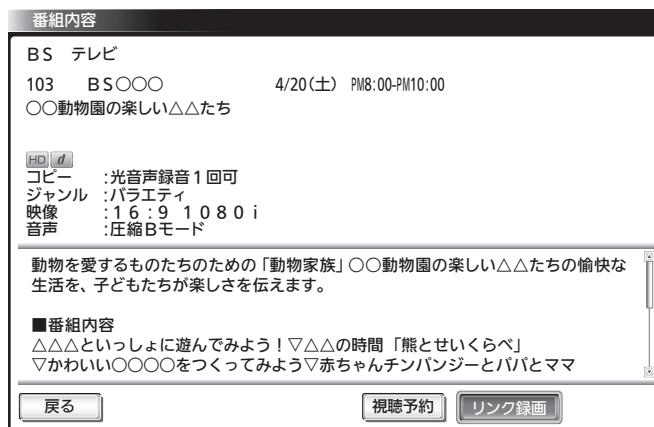 番組内容
BS テレビ
103 BS○○○ 4/20(土) PM8:00-PM10:00
○○動物園の楽しい△△たち
HD d
コピー :光音声録音1回可
ジャンル :バラエティ
映像 :16:9 1080i
音声 :圧縮Bモード
動物を愛するものたちのための「動物家族」○○動物園の楽しい△△たちの愉快な
生活を、子どもたちが楽しさを伝えます。
■番組内容
△△△といっしょに遊んでみよう!▽△△の時間「熊とせいくらべ」
▽かわいい○○○○をつくってみよう▽赤ちゃんチンパンジーとパパとママ
戻る 視聴予約 リンク録画